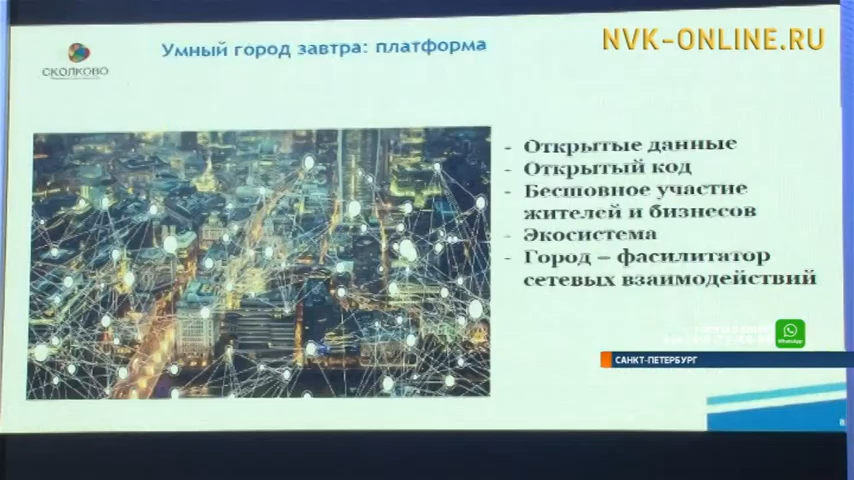 Умный город завтра: платформа
NVK-ONLINE.RU
СКОЛКОВО
- Открытые данные
- Открытый код
- Бесшовное участие
жителей и бизнесов
- Экосистема
- Город – фасилитатор
сетевых взаимодействий
WhatsApp
САНКТ-ПЕТЕРБУРГ